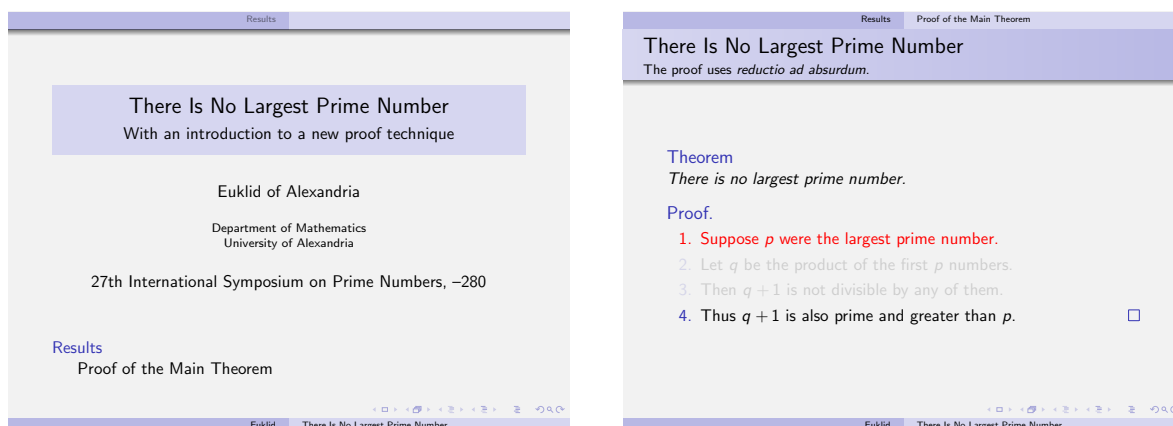 Results
There Is No Largest Prime Number
With an introduction to a new proof technique
Euklid of Alexandria
Department of Mathematics
University of Alexandria
27th International Symposium on Prime Numbers, –280
Results
Proof of the Main Theorem
Euklid There Is No Largest Prime Number
Results Proof of the Main Theorem
There Is No Largest Prime Number
The proof uses reductio ad absurdum.
Theorem
There is no largest prime number.
Proof.
1. Suppose p were the largest prime number.
2. Let q be the product of the first p numbers.
3. Then q + 1 is not divisible by any of them.
4. Thus q + 1 is also prime and greater than p. □
Euklid There Is No Largest Prime Number